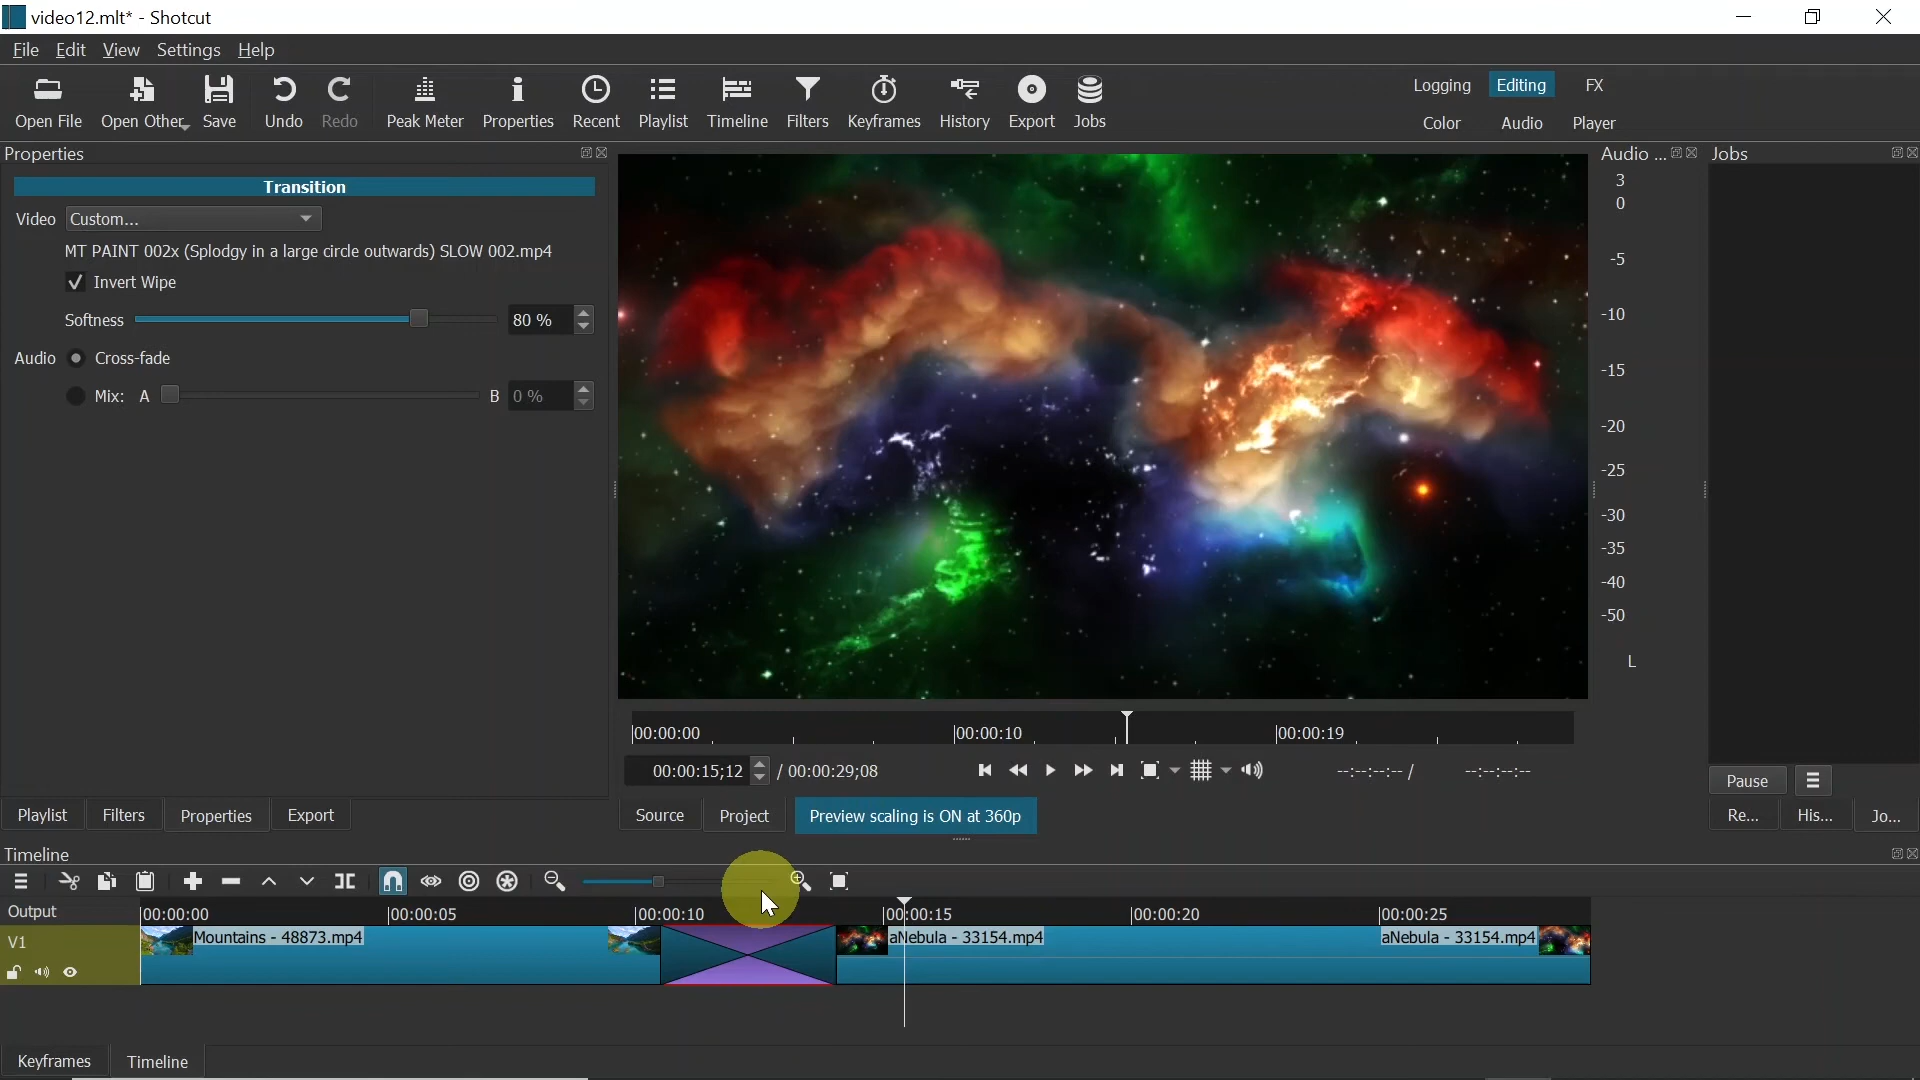 video12.mlt* - Shotcut
File Edit View Settings Help
Open File Open Other Save Undo Redo Peak Meter Properties Recent Playlist Timeline Filters Keyframes History Export Jobs
Logging Editing FX
Color Audio Player
Properties
Transition
Video Custom...
MT PAINT 002x (Splodgy in a large circle outwards) SLOW 002.mp4
Invert Wipe
Softness 80 %
Audio Cross-fade
Mix: A B 0 %
Playlist Filters Properties Export
00:00:00 00:00:10 00:00:19
00:00:15;12 / 00:00:29;08 --:--:--:-- / --:--:--:--
Source Project Preview scaling is ON at 360p
Audio ...
3
0
-5
-10
-15
-20
-25
-30
-35
-40
-50
L
Jobs
Pause
Re... His... Jo...
Timeline
Output 00:00:00 00:00:05 00:00:10 00:00:15 00:00:20 00:00:25
V1 Mountains - 48873.mp4 aNebula - 33154.mp4 aNebula - 33154.mp4
Keyframes Timeline